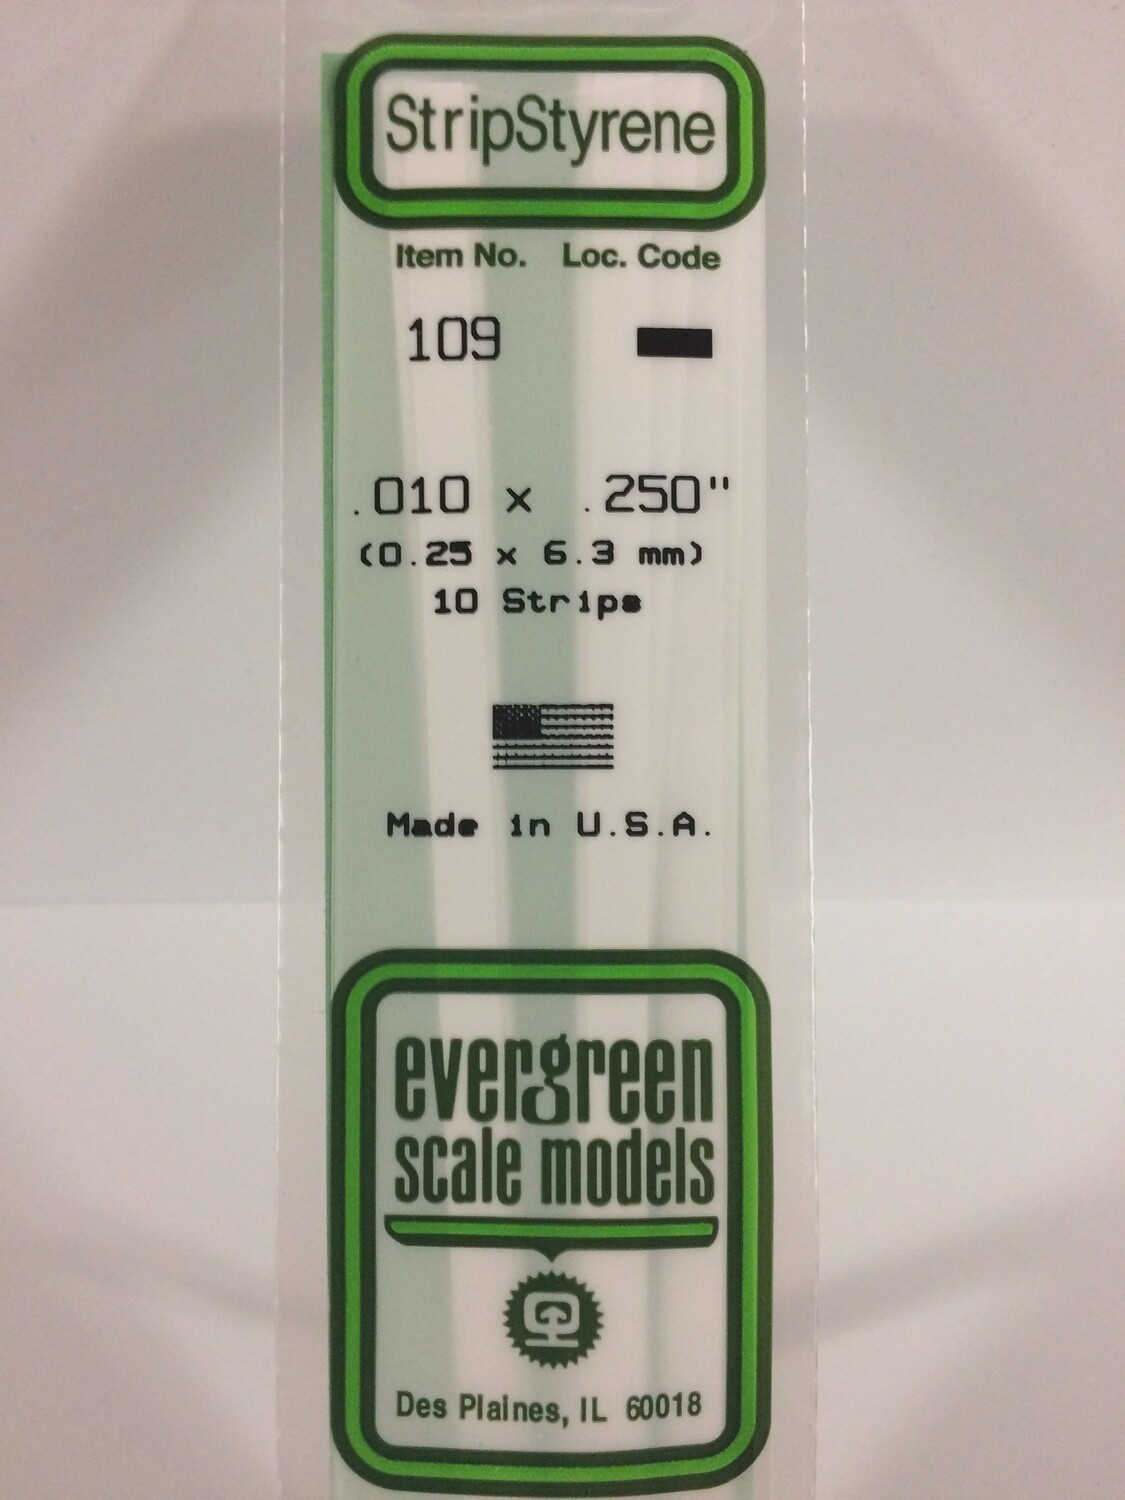 StripStyrene
Item No. Loc. Code
109
.010 x .250"
(0.25 x 6.3 mm)
10 Strips
Made in U.S.A.
evergreen
scale models
Des Plaines, IL 60018